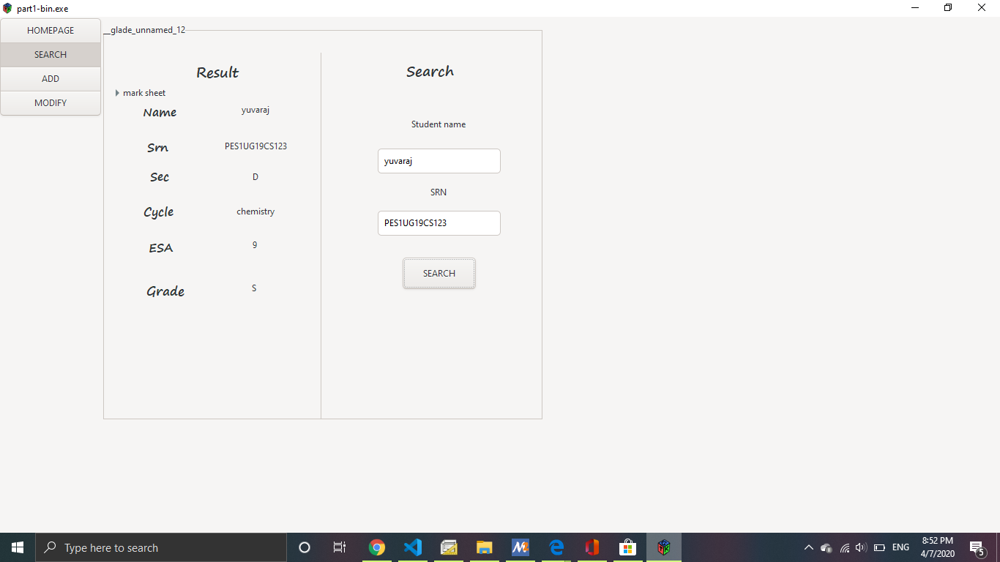 part1-bin.exe
HOMEPAGE
SEARCH
ADD
MODIFY
__glade_unnamed_12
Result
mark sheet
Name yuvaraj
Srn PES1UG19CS123
Sec D
Cycle chemistry
ESA 9
Grade S
Search
Student name
yuvaraj
SRN
PES1UG19CS123
SEARCH
Type here to search
ENG
8:52 PM
4/7/2020
5